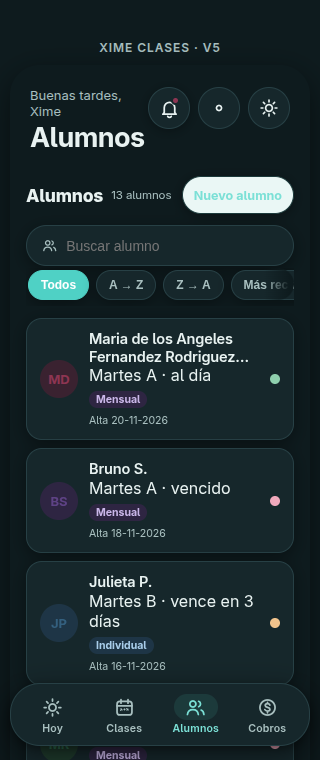 XIME CLASES · V5
Buenas tardes,
Xime
Alumnos
Alumnos 13 alumnos Nuevo alumno
Buscar alumno
Todos A → Z Z → A Más rec
MD
Maria de los Angeles
Fernandez Rodriguez...
Martes A · al día
Mensual
Alta 20-11-2026
BS
Bruno S.
Martes A · vencido
Mensual
Alta 18-11-2026
JP
Julieta P.
Martes B · vence en 3
días
Individual
Alta 16-11-2026
Hoy Clases Alumnos Cobros
Mensual